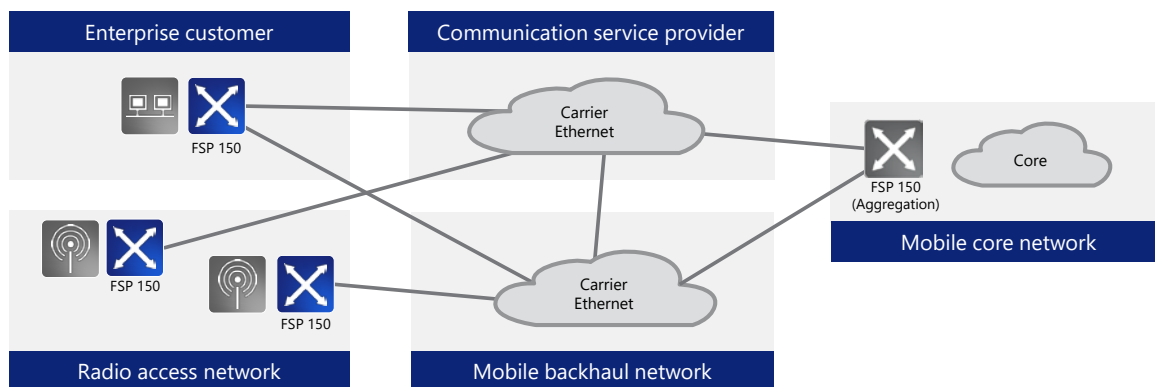 Enterprise customer
FSP 150
Communication service provider
Carrier
Ethernet
FSP 150
(Aggregation)
Core
Mobile core network
FSP 150
FSP 150
Radio access network
Carrier
Ethernet
Mobile backhaul network